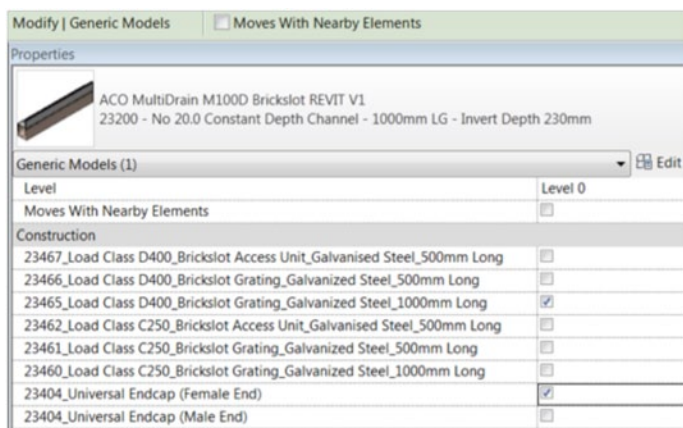 Modify | Generic Models Moves With Nearby Elements
Properties
ACO MultiDrain M100D Brickslot REVIT V1
23200 - No 20.0 Constant Depth Channel - 1000mm LG - Invert Depth 230mm
Generic Models (1) Edit
Level Level 0
Moves With Nearby Elements
Construction
23467_Load Class D400_Brickslot Access Unit_Galvanised Steel_500mm Long
23466_Load Class D400_Brickslot Grating_Galvanized Steel_500mm Long
23465_Load Class D400_Brickslot Grating_Galvanized Steel_1000mm Long
23462_Load Class C250_Brickslot Access Unit_Galvanised Steel_500mm Long
23461_Load Class C250_Brickslot Grating_Galvanized Steel_500mm Long
23460_Load Class C250_Brickslot Grating_Galvanized Steel_1000mm Long
23404_Universal Endcap (Female End)
23404_Universal Endcap (Male End)